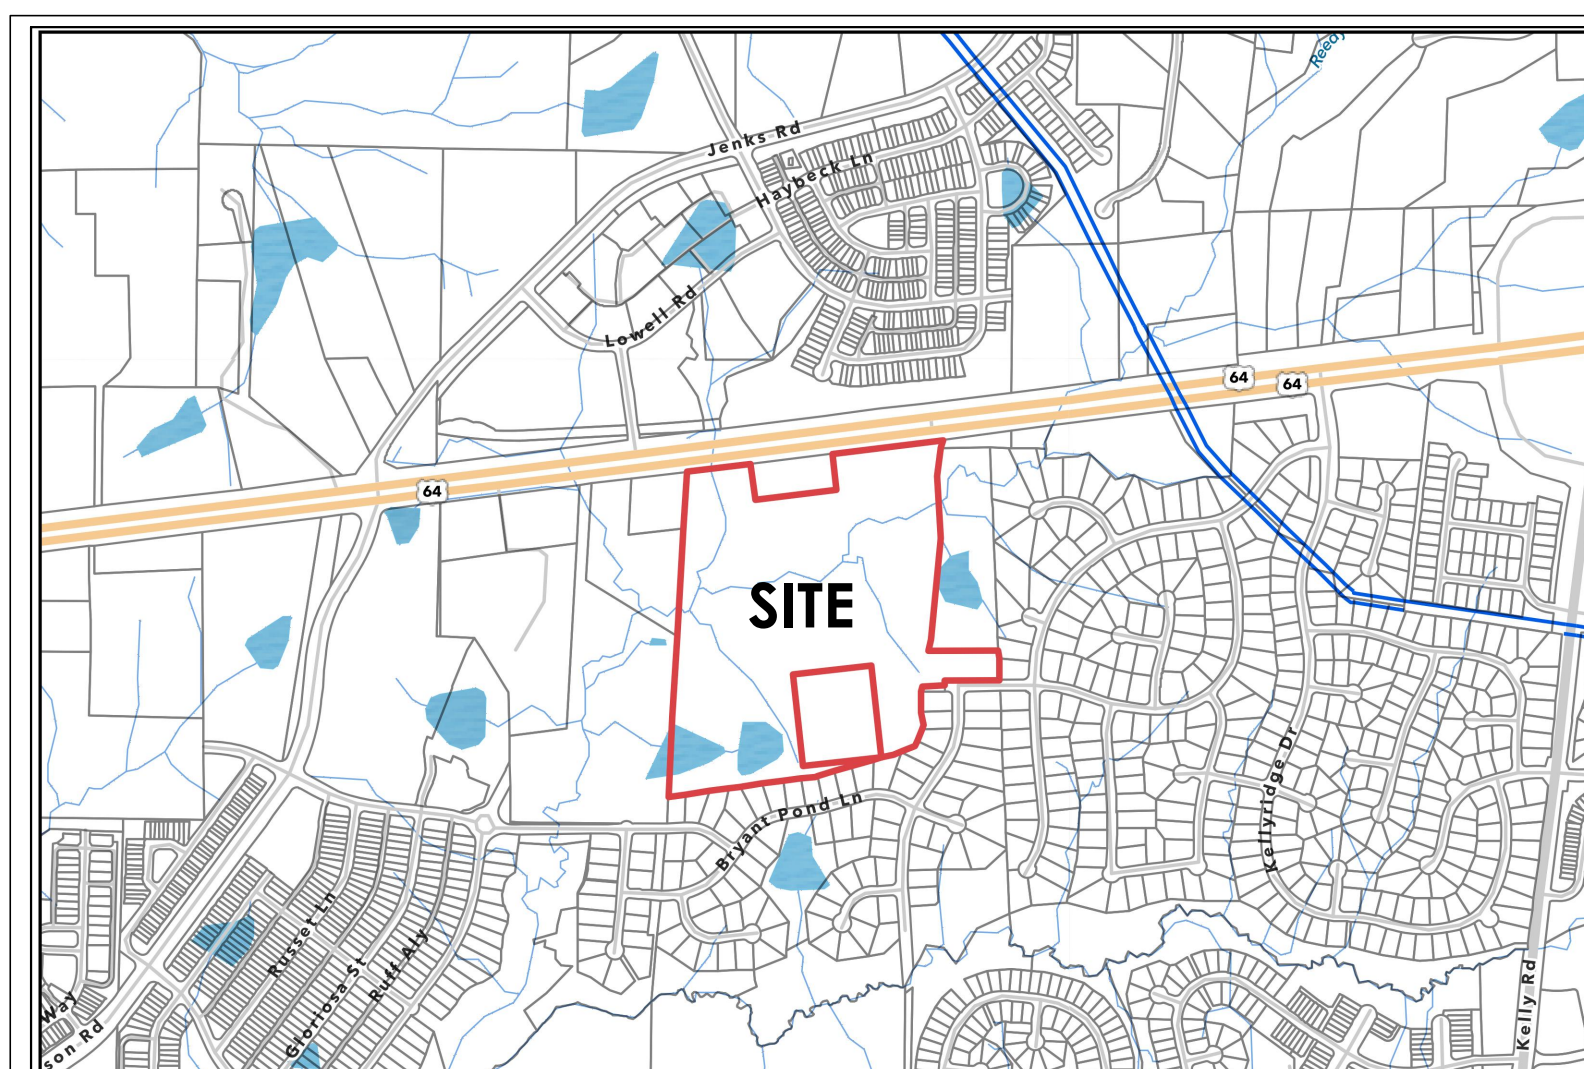 Reedy
Jenks Rd
Haybeck Ln
Lowell Rd
64
64
64
SITE
Kellyridge Dr
Bryant Pond Ln
Russet Ln
Ruff Aly
Gloriosa St
Way
son Rd
Kelly Rd